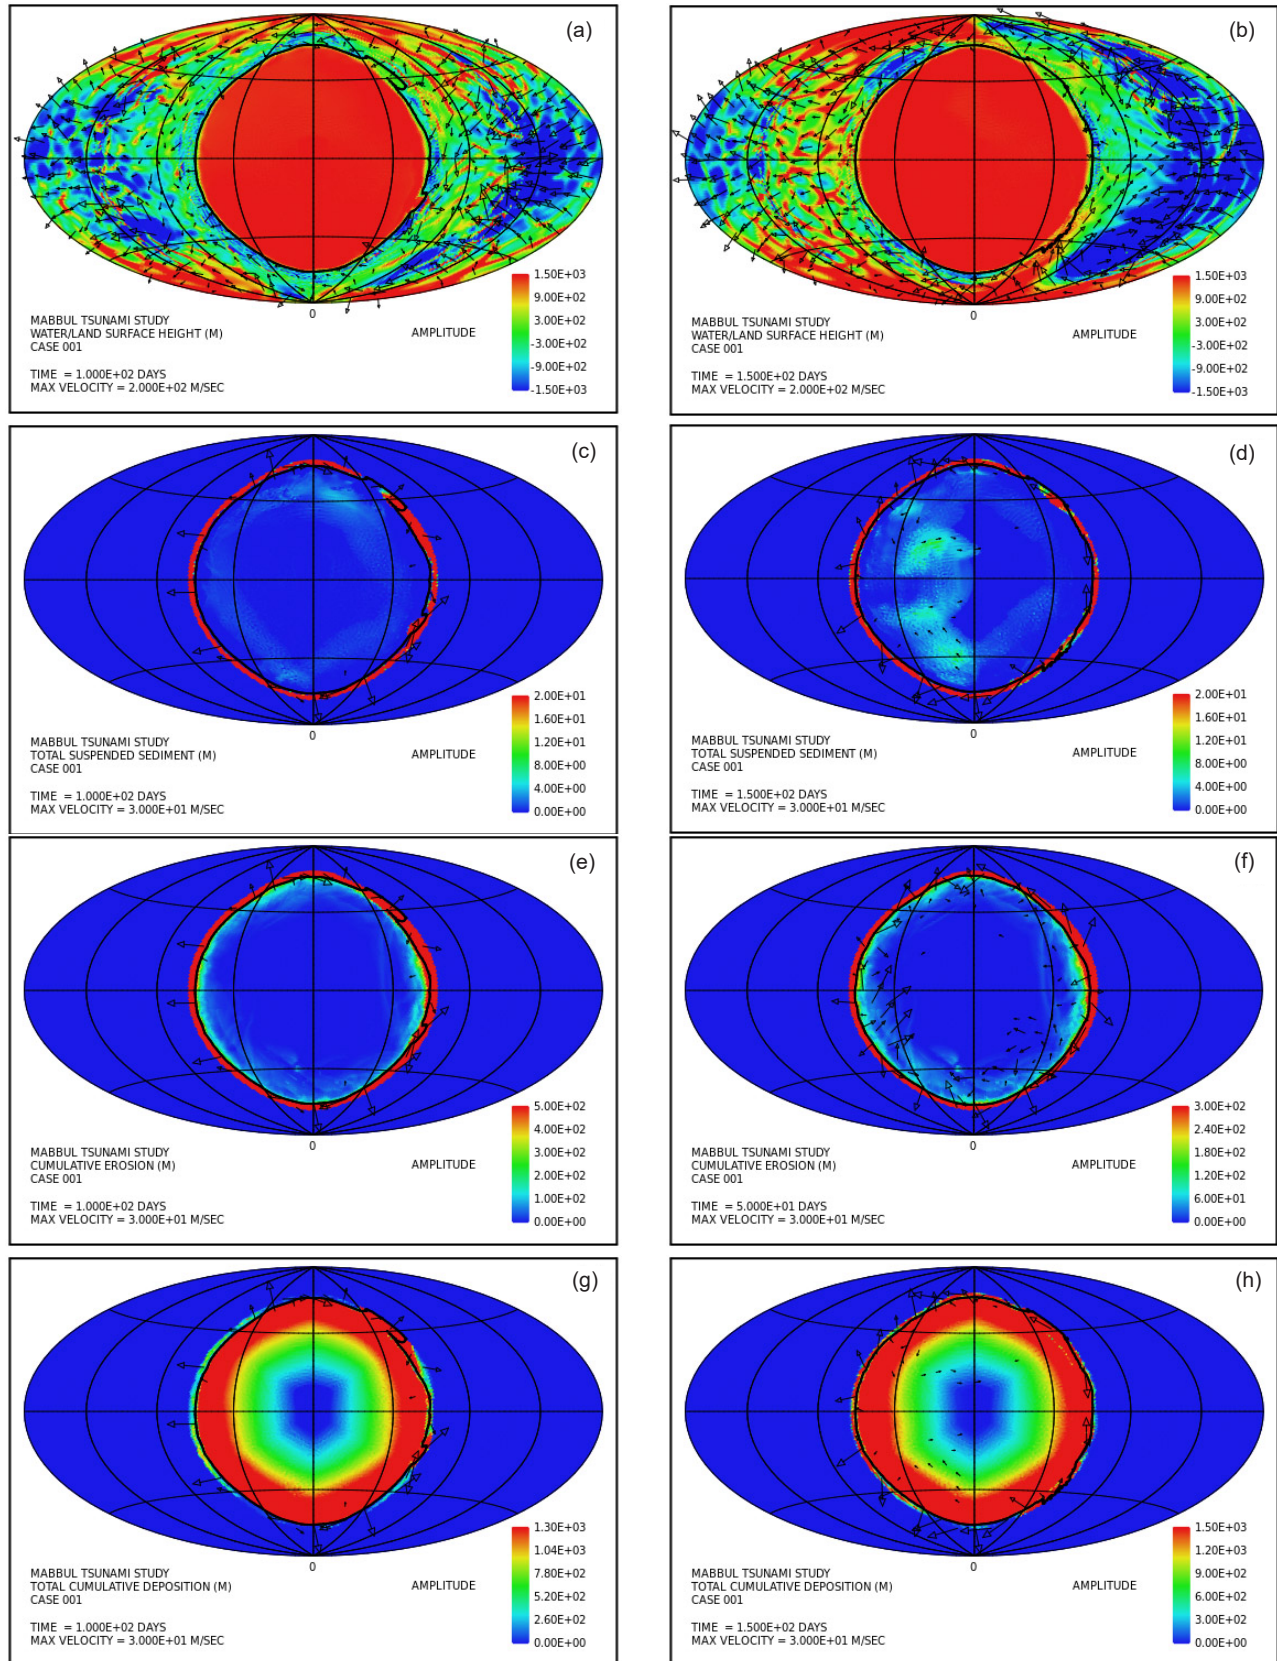 (a)
0
1.50E+03
9.00E+02
3.00E+02
-3.00E+02
-9.00E+02
-1.50E+03
MABBUL TSUNAMI STUDY
WATER/LAND SURFACE HEIGHT (M)
CASE 001
AMPLITUDE
TIME = 1.000E+02 DAYS
MAX VELOCITY = 2.000E+02 M/SEC
(b)
0
1.50E+03
9.00E+02
3.00E+02
-3.00E+02
-9.00E+02
-1.50E+03
MABBUL TSUNAMI STUDY
WATER/LAND SURFACE HEIGHT (M)
CASE 001
AMPLITUDE
TIME = 1.500E+02 DAYS
MAX VELOCITY = 2.000E+02 M/SEC
(c)
0
2.00E+01
1.60E+01
1.20E+01
8.00E+00
4.00E+00
0.00E+00
MABBUL TSUNAMI STUDY
TOTAL SUSPENDED SEDIMENT (M)
CASE 001
AMPLITUDE
TIME = 1.000E+02 DAYS
MAX VELOCITY = 3.000E+01 M/SEC
(d)
0
2.00E+01
1.60E+01
1.20E+01
8.00E+00
4.00E+00
0.00E+00
MABBUL TSUNAMI STUDY
TOTAL SUSPENDED SEDIMENT (M)
CASE 001
AMPLITUDE
TIME = 1.500E+02 DAYS
MAX VELOCITY = 3.000E+01 M/SEC
(e)
0
5.00E+02
4.00E+02
3.00E+02
2.00E+02
1.00E+02
0.00E+00
MABBUL TSUNAMI STUDY
CUMULATIVE EROSION (M)
CASE 001
AMPLITUDE
TIME = 1.000E+02 DAYS
MAX VELOCITY = 3.000E+01 M/SEC
(f)
0
3.00E+02
2.40E+02
1.80E+02
1.20E+02
6.00E+01
0.00E+00
MABBUL TSUNAMI STUDY
CUMULATIVE EROSION (M)
CASE 001
AMPLITUDE
TIME = 5.000E+01 DAYS
MAX VELOCITY = 3.000E+01 M/SEC
(g)
0
1.30E+03
1.04E+03
7.80E+02
5.20E+02
2.60E+02
0.00E+00
MABBUL TSUNAMI STUDY
TOTAL CUMULATIVE DEPOSITION (M)
CASE 001
AMPLITUDE
TIME = 1.000E+02 DAYS
MAX VELOCITY = 3.000E+01 M/SEC
(h)
0
1.50E+03
1.20E+03
9.00E+02
6.00E+02
3.00E+02
0.00E+00
MABBUL TSUNAMI STUDY
TOTAL CUMULATIVE DEPOSITION (M)
CASE 001
AMPLITUDE
TIME = 1.500E+02 DAYS
MAX VELOCITY = 3.000E+01 M/SEC